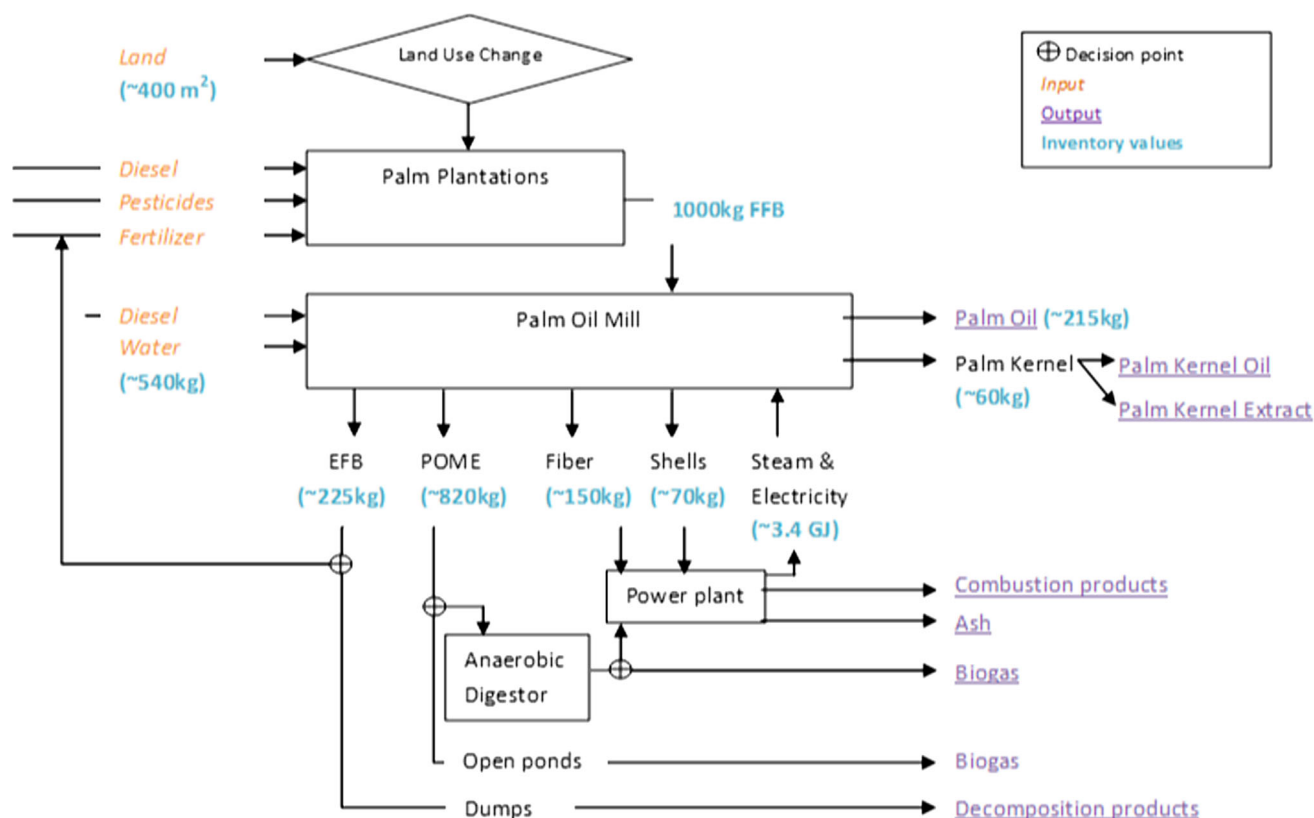 Land
(~400 m²)
Land Use Change
⊕ Decision point
Input
Output
Inventory values
Diesel
Pesticides
Fertilizer
Palm Plantations
1000kg FFB
Diesel
Water
(~540kg)
Palm Oil Mill
Palm Oil (~215kg)
Palm Kernel
(~60kg)
Palm Kernel Oil
Palm Kernel Extract
EFB
(~225kg)
POME
(~820kg)
Fiber
(~150kg)
Shells
(~70kg)
Steam &
Electricity
(~3.4 GJ)
Power plant
Combustion products
Ash
Anaerobic
Digestor
Biogas
Open ponds
Biogas
Dumps
Decomposition products